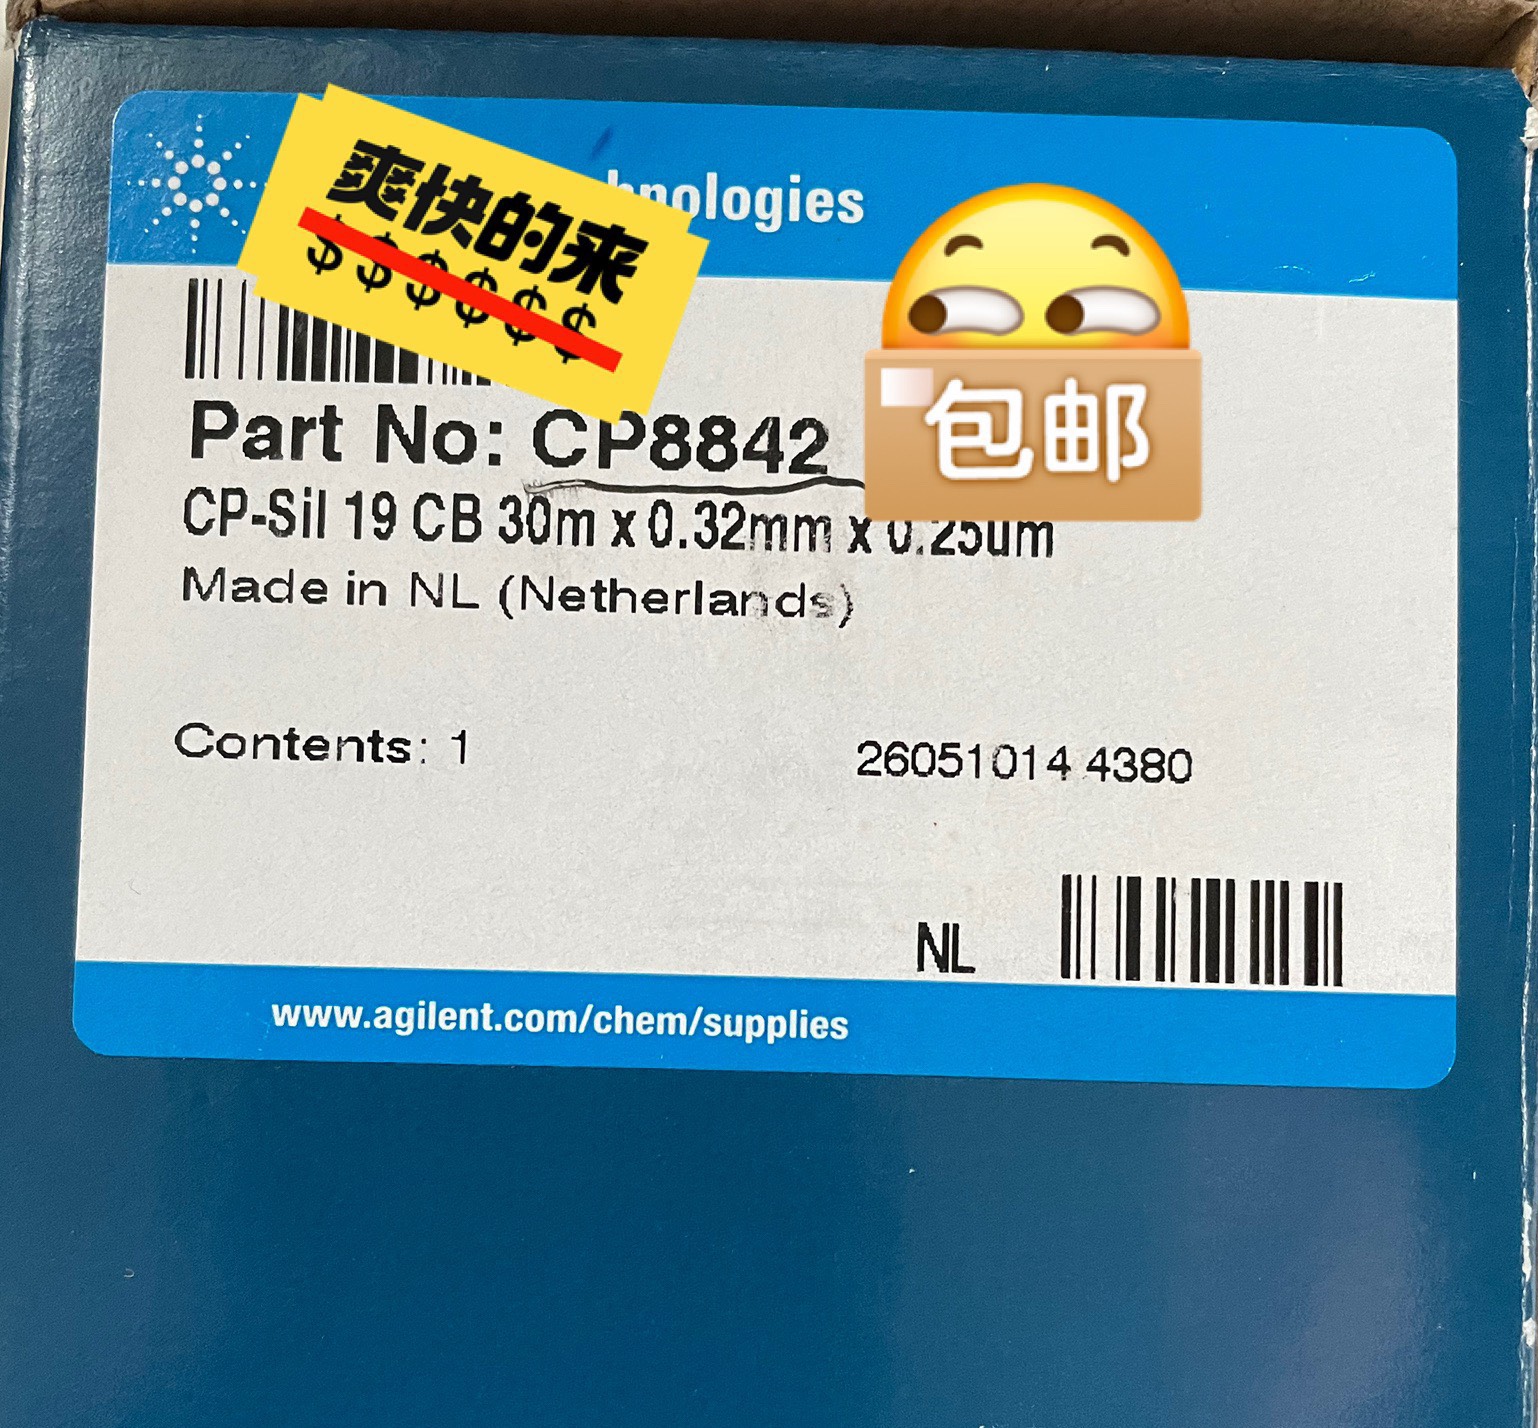 hnologies
爽快的来
$$$$$$
包邮
Part No: CP8842
CP-Sil 19 CB 30m x 0.32mm x 0.25um
Made in NL (Netherlands)
Contents: 1
26051014 4380
NL
www.agilent.com/chem/supplies